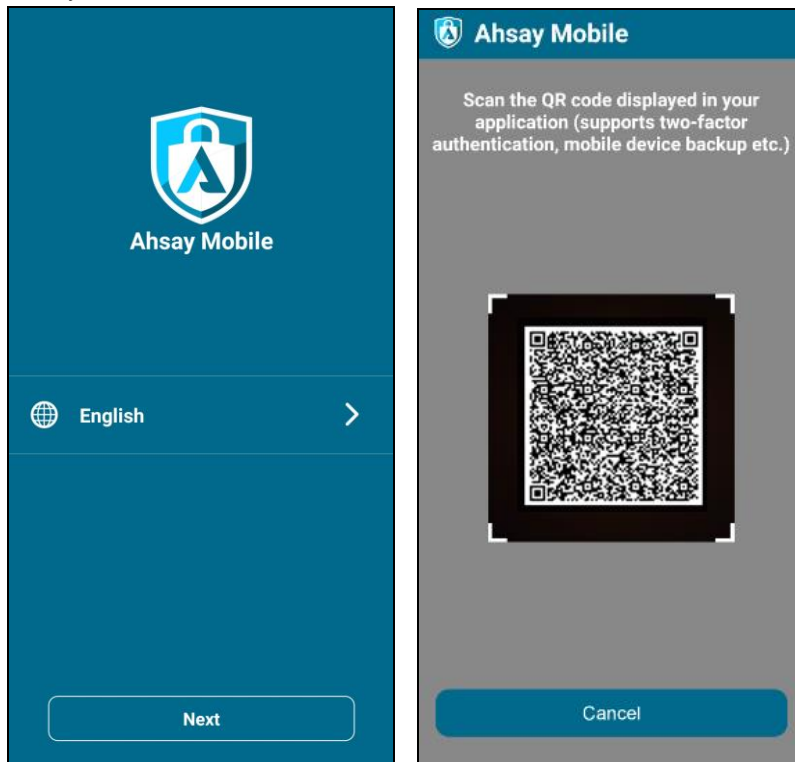 Ahsay Mobile
English
Next
Ahsay Mobile
Scan the QR code displayed in your
application (supports two-factor
authentication, mobile device backup etc.)
Cancel